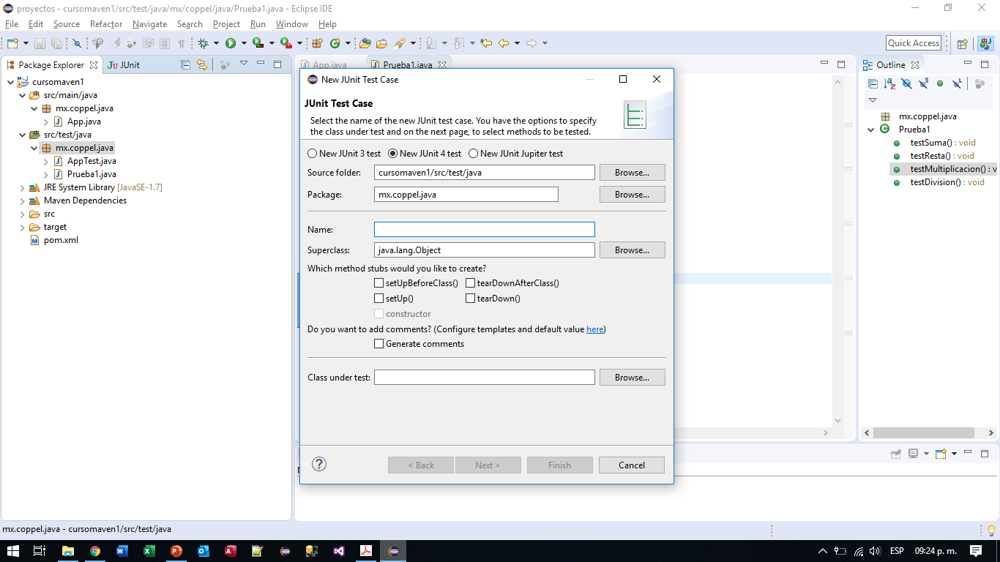 proyectos - cursomaven1/src/test/java/mx/coppel/java/Prueba1.java - Eclipse IDE
File Edit Source Refactor Navigate Search Project Run Window Help
Quick Access
Package Explorer JUnit
App.java Prueba1.java
Outline
cursomaven1
src/main/java
mx.coppel.java
App.java
src/test/java
mx.coppel.java
AppTest.java
Prueba1.java
JRE System Library [JavaSE-1.7]
Maven Dependencies
src
target
pom.xml
New JUnit Test Case
JUnit Test Case
Select the name of the new JUnit test case. You have the options to specify
the class under test and on the next page, to select methods to be tested.
New JUnit 3 test New JUnit 4 test New JUnit Jupiter test
Source folder: cursomaven1/src/test/java Browse...
Package: mx.coppel.java Browse...
Name:
Superclass: java.lang.Object Browse...
Which method stubs would you like to create?
setUpBeforeClass() tearDownAfterClass()
setUp() tearDown()
constructor
Do you want to add comments? (Configure templates and default value here)
Generate comments
Class under test: Browse...
< Back Next > Finish Cancel
mx.coppel.java
Prueba1
testSuma() : void
testResta() : void
testMultiplicacion() : v
testDivision() : void
mx.coppel.java - cursomaven1/src/test/java
ESP 09:24 p. m.